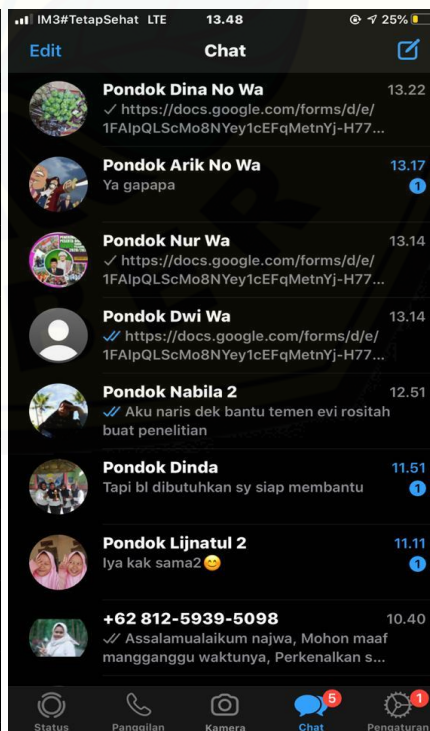 IM3#TetapSehat LTE 13.48 25%
Edit Chat
Pondok Dina No Wa 13.22
https://docs.google.com/forms/d/e/
1FAIpQLScMo8NYey1cEFqMetnYj-H77...
Pondok Arik No Wa 13.17
Ya gapapa 1
Pondok Nur Wa 13.14
https://docs.google.com/forms/d/e/
1FAIpQLScMo8NYey1cEFqMetnYj-H77...
Pondok Dwi Wa 13.14
https://docs.google.com/forms/d/e/
1FAIpQLScMo8NYey1cEFqMetnYj-H77...
Pondok Nabila 2 12.51
Aku naris dek bantu temen evi rositah
buat penelitian
Pondok Dinda 11.51
Tapi bl dibutuhkan sy siap membantu 1
Pondok Lijnatul 2 11.11
Iya kak sama2😊 1
+62 812-5939-5098 10.40
Assalamualaikum najwa, Mohon maaf
mangganggu waktunya, Perkenalkan s...
5 1
Status Panggilan Kamera Chat Pengaturan